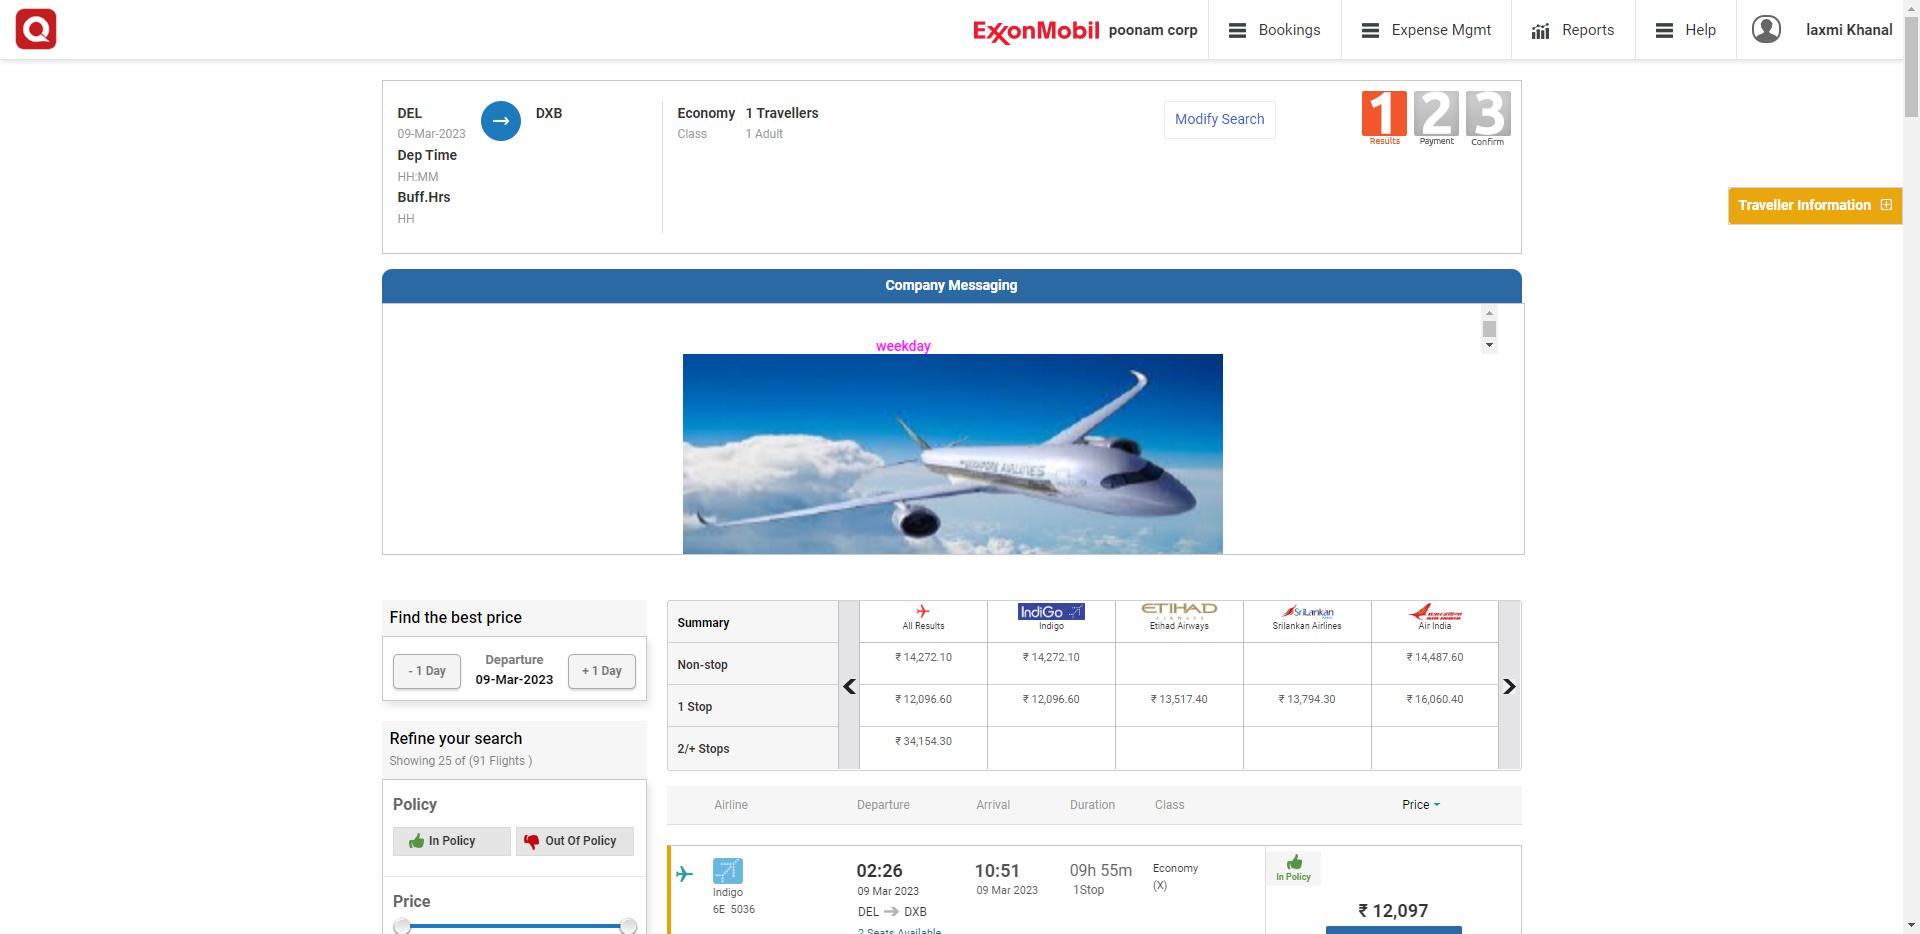 ExxonMobil poonam corp Bookings Expense Mgmt Reports Help laxmi Khanal
DEL DXB
09-Mar-2023
Dep Time
HH:MM
Buff.Hrs
HH
Economy 1 Travellers
Class 1 Adult
Modify Search
1 2 3
Results Payment Confirm
Traveller Information
Company Messaging
weekday
AIRLINES
Find the best price
- 1 Day
Departure
09-Mar-2023
+ 1 Day
Refine your search
Showing 25 of (91 Flights )
Policy
In Policy Out Of Policy
Price
Summary
All Results
IndiGo
Indigo
ETIHAD
AIRWAYS
Etihad Airways
SriLankan
Srilankan Airlines
AIR INDIA
Air India
Non-stop ₹ 14,272.10 ₹ 14,272.10 ₹ 14,487.60
1 Stop ₹ 12,096.60 ₹ 12,096.60 ₹ 13,517.40 ₹ 13,794.30 ₹ 16,060.40
2/+ Stops ₹ 34,154.30
Airline Departure Arrival Duration Class Price
Indigo
6E 5036
02:26
09 Mar 2023
DEL DXB
2 Seats Available
10:51
09 Mar 2023
09h 55m
1Stop
Economy
(X)
In Policy
₹ 12,097